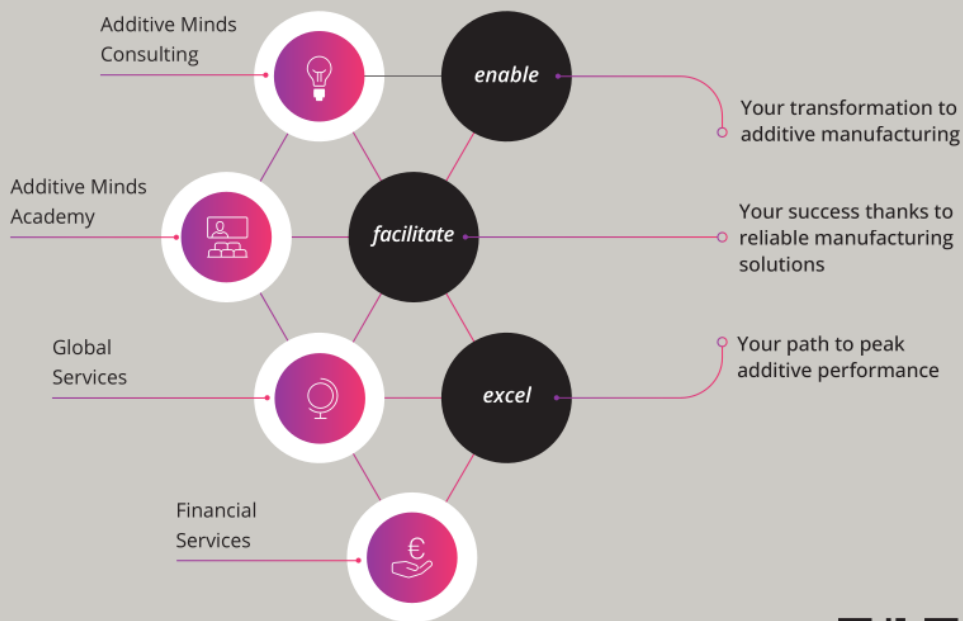 Additive Minds
Consulting
enable
Your transformation to
additive manufacturing
Additive Minds
Academy
facilitate
Your success thanks to
reliable manufacturing
solutions
Global
Services
excel
Your path to peak
additive performance
Financial
Services
€